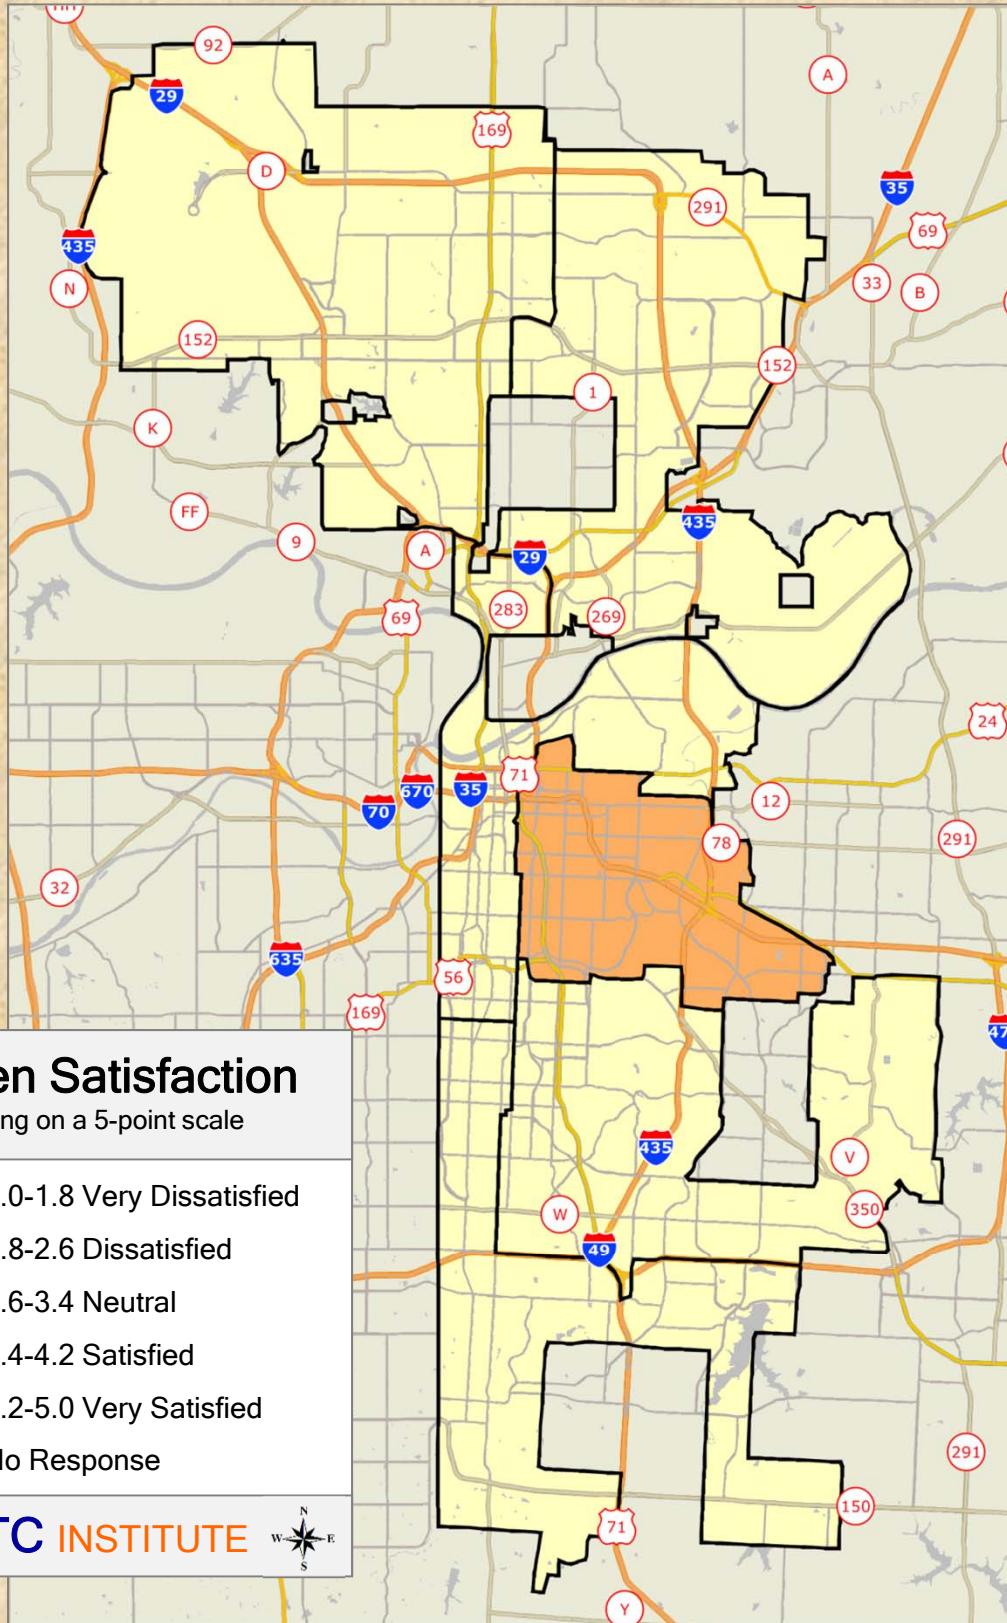 HH
92
A
29
169
D
35
291
69
435
N
33
B
152
152
1
K
FF
435
9
A
29
283
269
69
24
71
670
35
70
12
78
291
32
635
56
169
47
en Satisfaction
ng on a 5-point scale
.0-1.8 Very Dissatisfied
.8-2.6 Dissatisfied
.6-3.4 Neutral
.4-4.2 Satisfied
.2-5.0 Very Satisfied
lo Response
TC INSTITUTE
N
W
E
S
435
V
350
W
49
291
150
71
Y